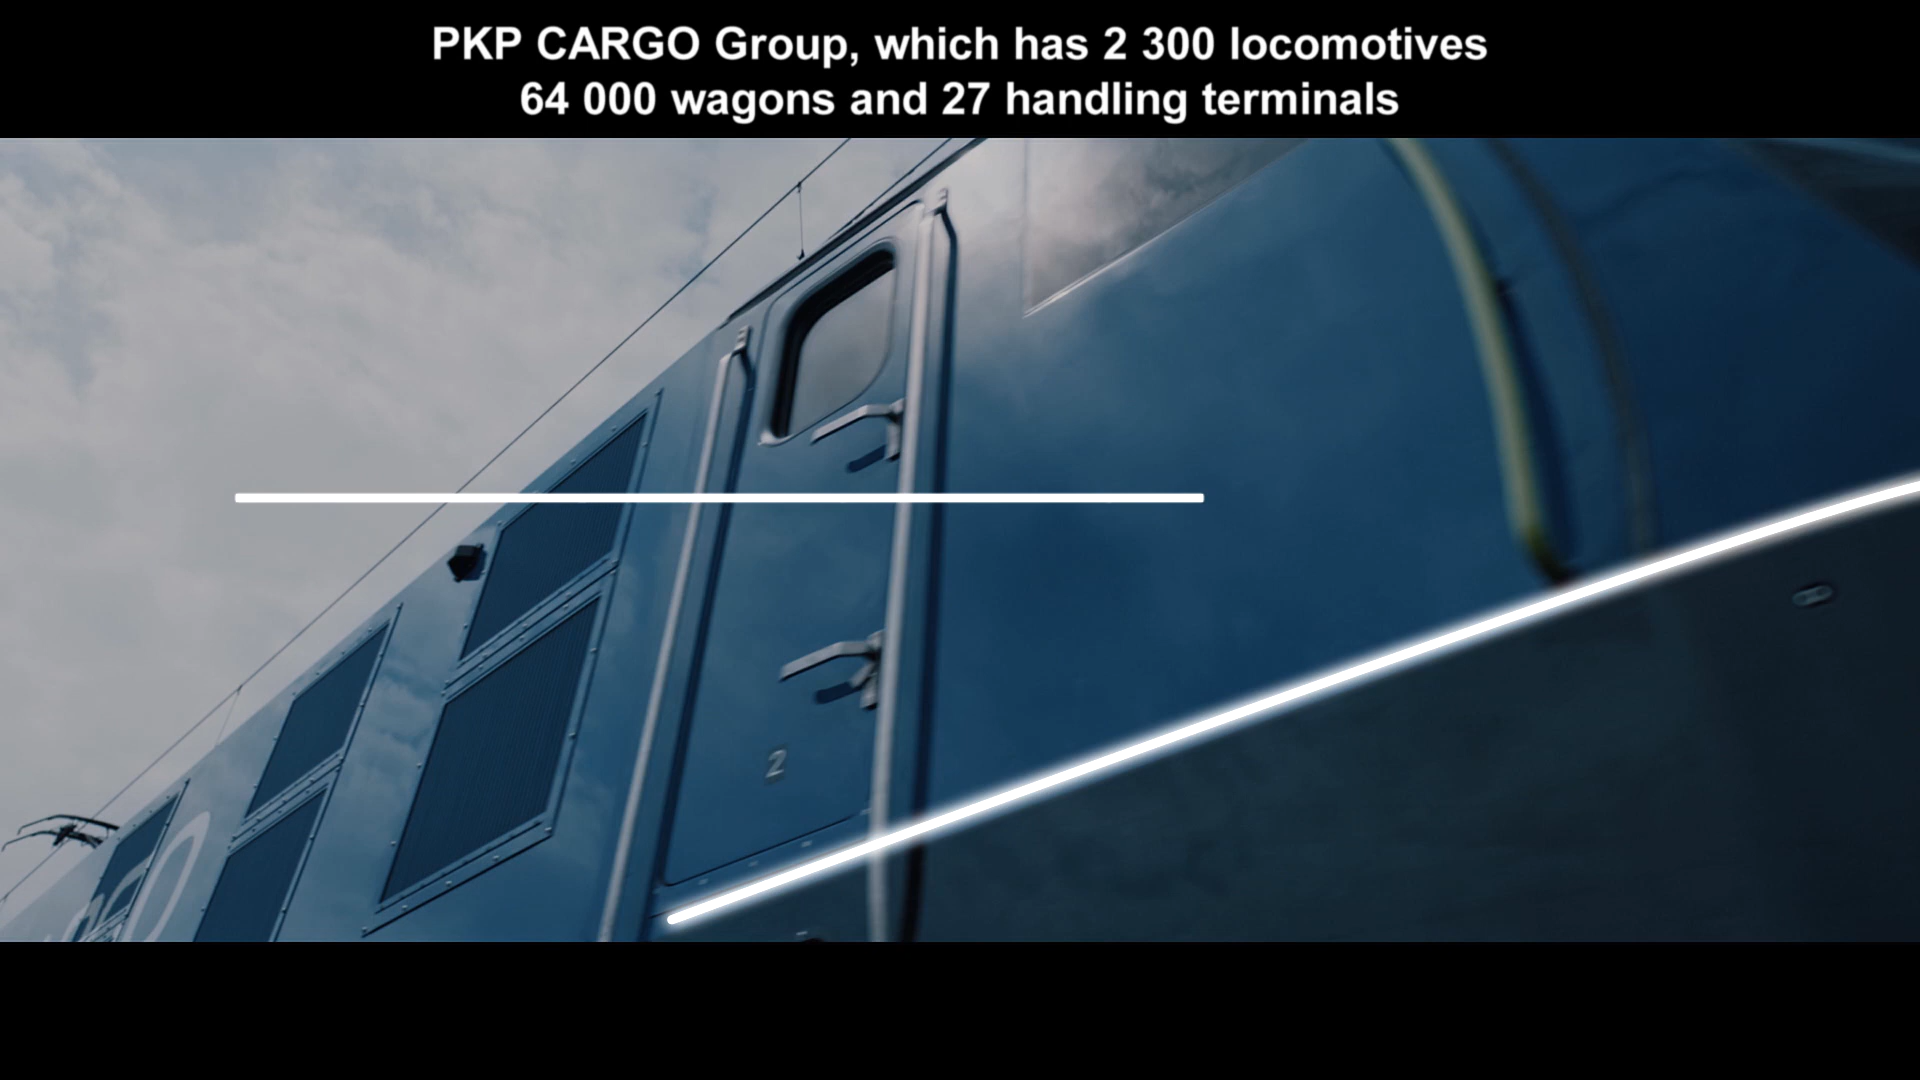 PKP CARGO Group, which has 2 300 locomotives
64 000 wagons and 27 handling terminals
2